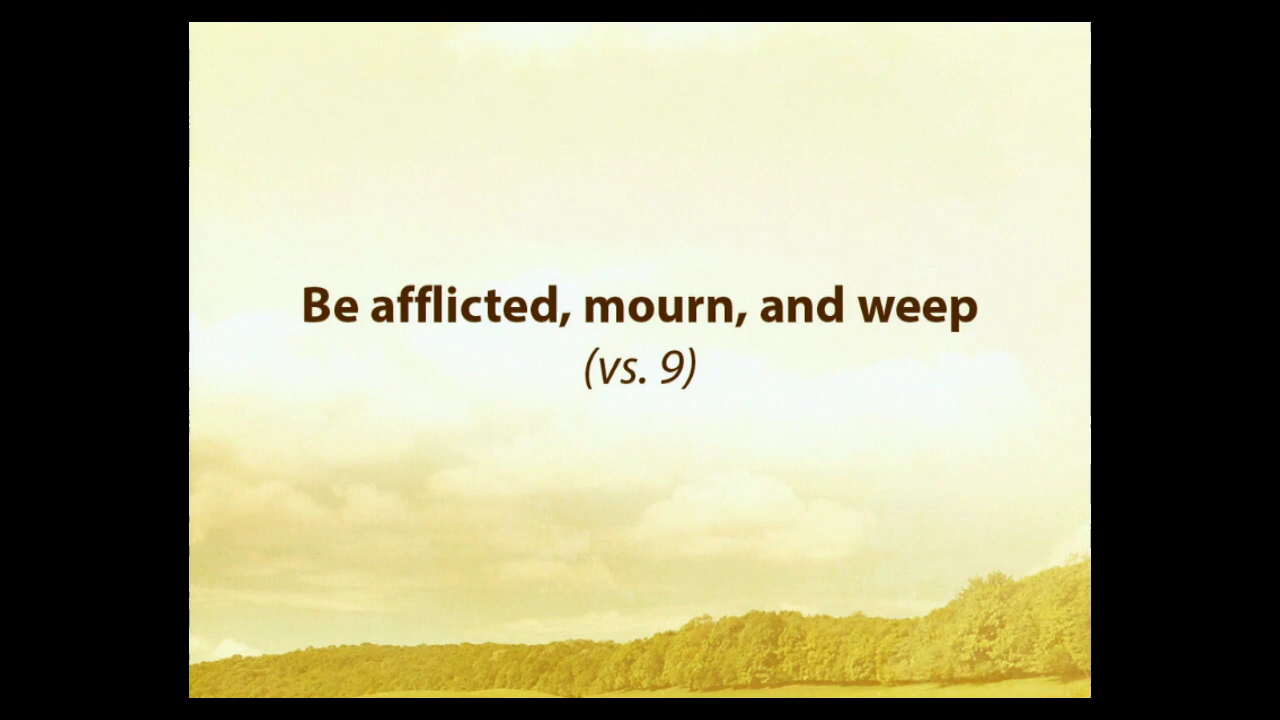 Be afflicted, mourn, and weep
(vs. 9)